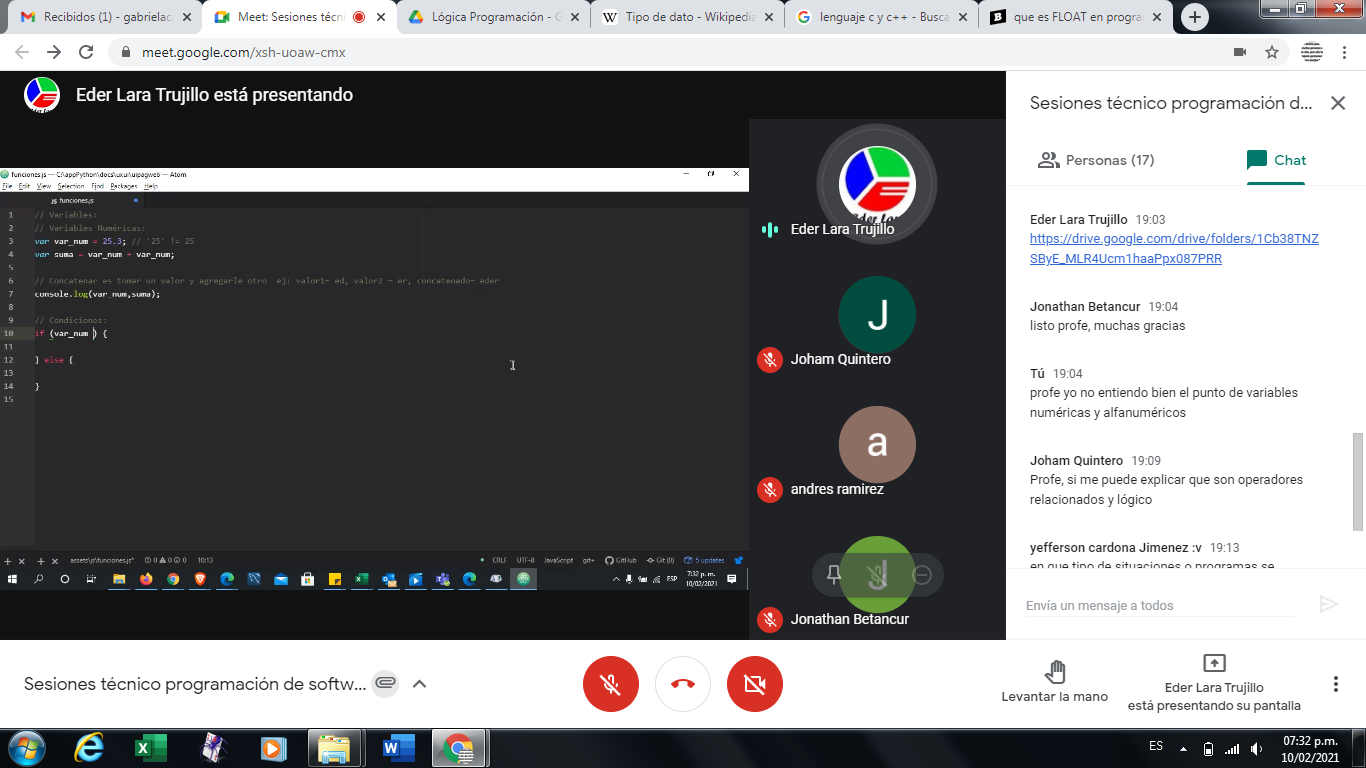 Recibidos (1) - gabrielac
Meet: Sesiones técni
Lógica Programación - G
Tipo de dato - Wikipedia
lenguaje c y c++ - Busca
que es FLOAT en progra
meet.google.com/xsh-uoaw-cmx
Eder Lara Trujillo está presentando
funciones.js — C:\appPython\docs\uxui\uipagweb — Atom
File Edit View Selection Find Packages Help
JS funciones.js
1 // Variables:
2 // Variables Numéricas:
3 var var_num = 25.3; // '25' != 25
4 var suma = var_num + var_num;
5
6 // Concatenar es tomar un valor y agregarle otro ej: valor1= ed, valor2 = er, concatenado= eder
7 console.log(var_num,suma);
8
9 // Condiciones:
10 if (var_num ) {
11
12 } else {
13
14 }
15
assets\js\funciones.js* 0 0 0 10:13
CRLF UTF-8 JavaScript git+ GitHub Git (0) 5 updates
ESP
7:32 p. m.
10/02/2021
Eder Lara Trujillo
J
Joham Quintero
a
andres ramirez
J
Jonathan Betancur
Sesiones técnico programación d...
Personas (17)
Chat
Eder Lara Trujillo 19:03
https://drive.google.com/drive/folders/1Cb38TNZ
SByE_MLR4Ucm1haaPpx087PRR
Jonathan Betancur 19:04
listo profe, muchas gracias
Tú 19:04
profe yo no entiendo bien el punto de variables
numéricas y alfanuméricos
Joham Quintero 19:09
Profe, si me puede explicar que son operadores
relacionados y lógico
yefferson cardona Jimenez :v 19:13
en que tipo de situaciones o programas se
Envía un mensaje a todos
Sesiones técnico programación de softw...
Levantar la mano
Eder Lara Trujillo
está presentando su pantalla
ES
07:32 p.m.
10/02/2021